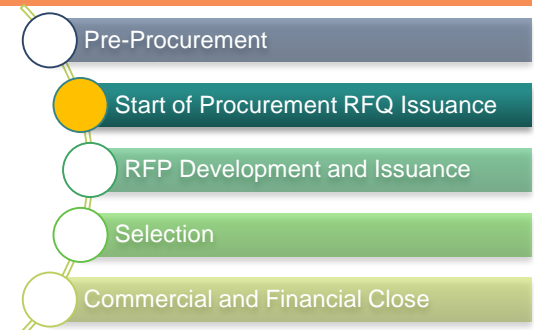 Pre-Procurement
Start of Procurement RFQ Issuance
RFP Development and Issuance
Selection
Commercial and Financial Close